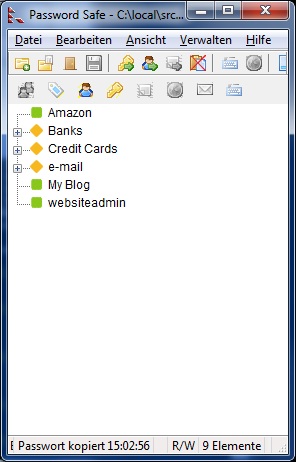 Password Safe - C:\local\src...
Datei Bearbeiten Ansicht Verwalten Hilfe
Amazon
Banks
Credit Cards
e-mail
My Blog
websiteadmin
Passwort kopiert 15:02:56 R/W 9 Elemente